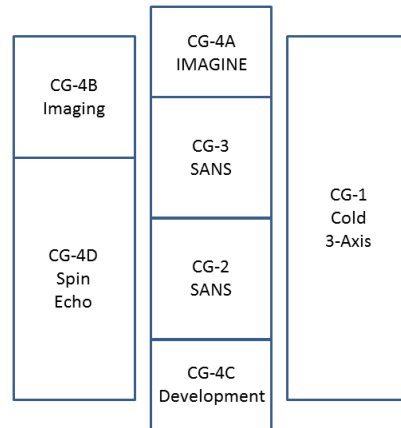 CG-4B
Imaging
CG-4D
Spin
Echo
CG-4A
IMAGINE
CG-3
SANS
CG-2
SANS
CG-4C
Development
CG-1
Cold
3-Axis